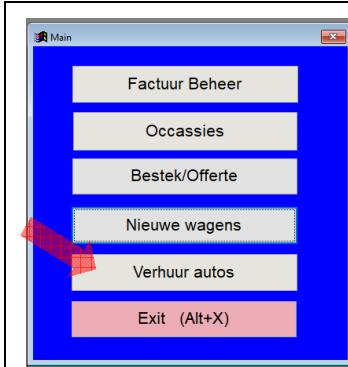 Main
Factuur Beheer
Occassies
Bestek/Offerte
Nieuwe wagens
Verhuur autos
Exit (Alt+X)